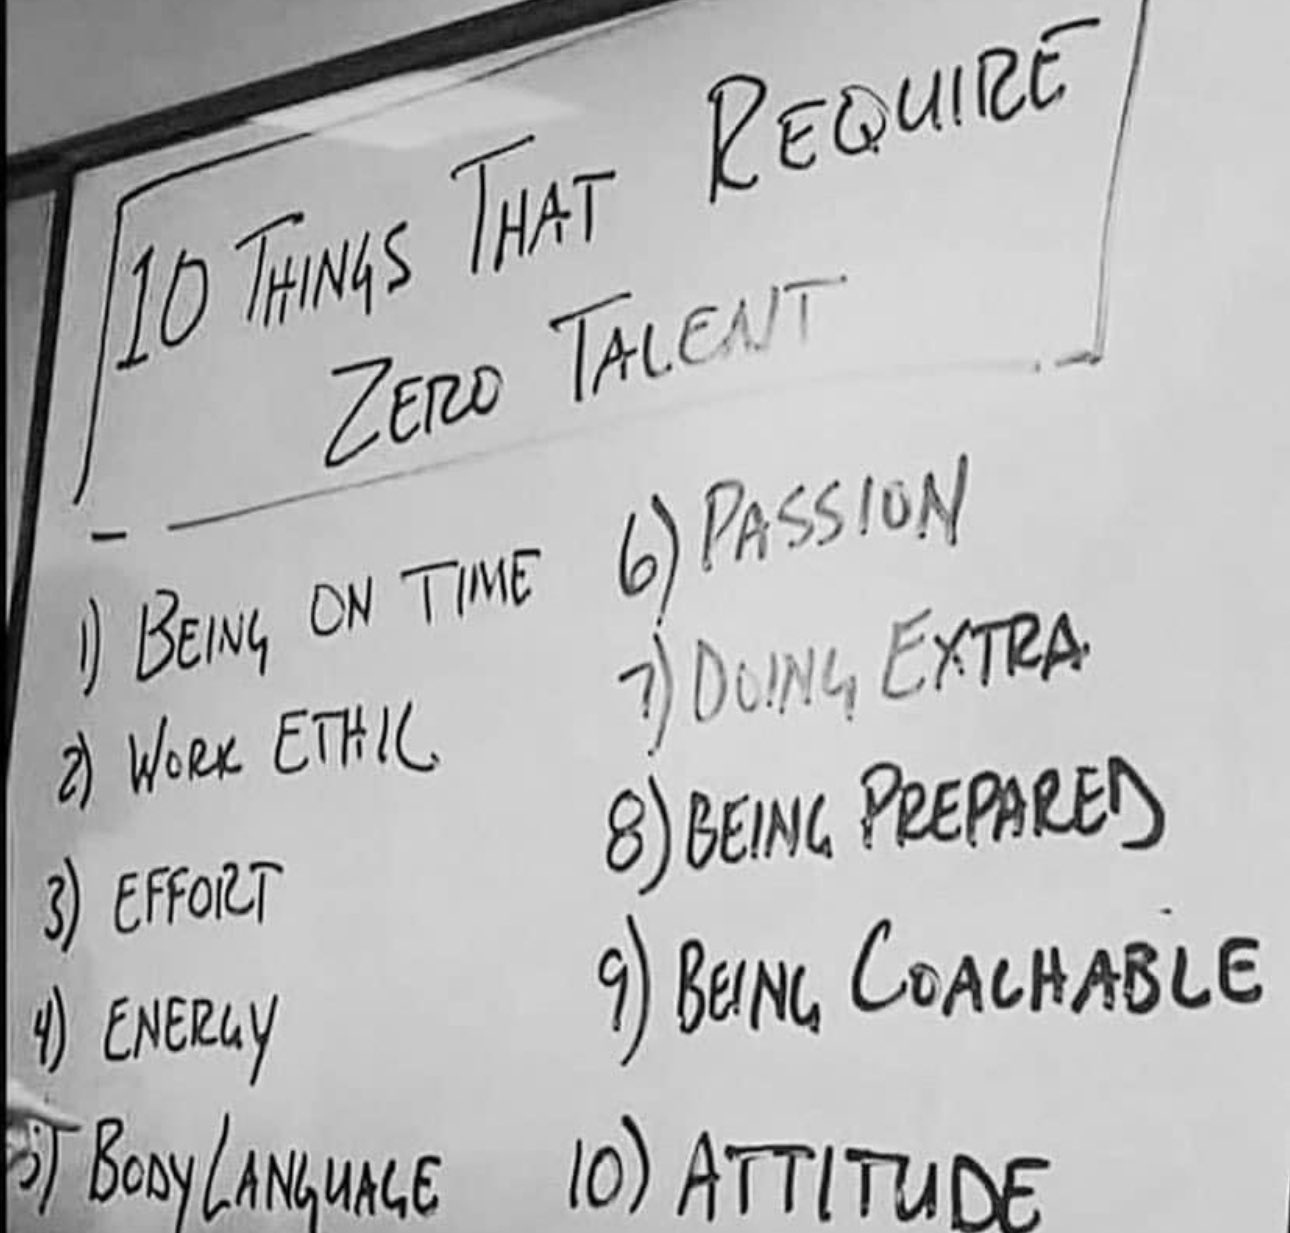 10 THINGS THAT REQUIRE
ZERO TALENT
1) BEING ON TIME
2) WORK ETHIC
3) EFFORT
4) ENERGY
5) BODY LANGUAGE
6) PASSION
7) DOING EXTRA
8) BEING PREPARED
9) BEING COACHABLE
10) ATTITUDE